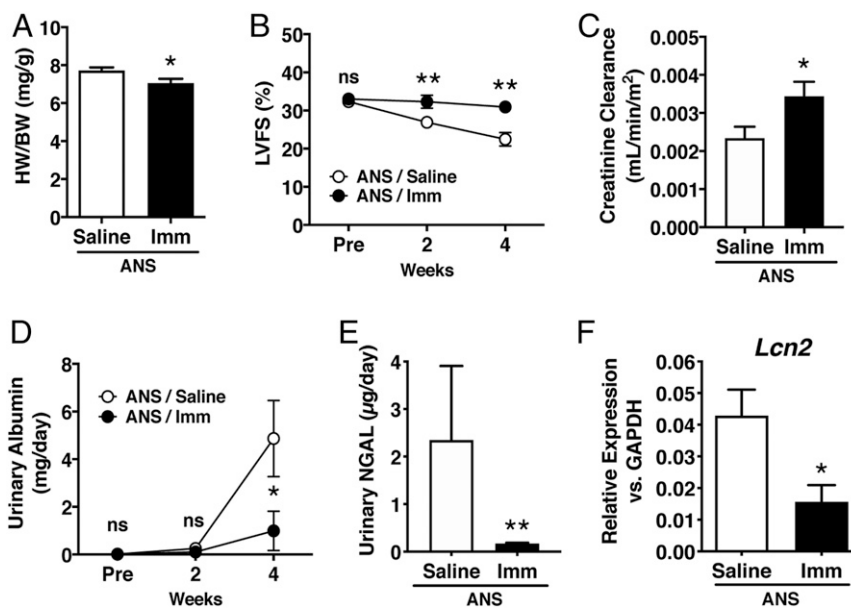 A
HW/BW (mg/g)
10
8
6
4
2
0
*
Saline
Imm
ANS
B
LVFS (%)
50
40
30
20
10
0
ns
**
**
ANS / Saline
ANS / Imm
Pre
2
4
Weeks
C
Creatinine Clearance
(mL/min/m²)
0.005
0.004
0.003
0.002
0.001
0.000
*
Saline
Imm
ANS
D
Urinary Albumin
(mg/day)
8
6
4
2
0
ANS / Saline
ANS / Imm
ns
ns
*
Pre
2
4
Weeks
E
Urinary NGAL (µg/day)
4
3
2
1
0
**
Saline
Imm
ANS
F
Lcn2
Relative Expression
vs. GAPDH
0.06
0.05
0.04
0.03
0.02
0.01
0.00
*
Saline
Imm
ANS